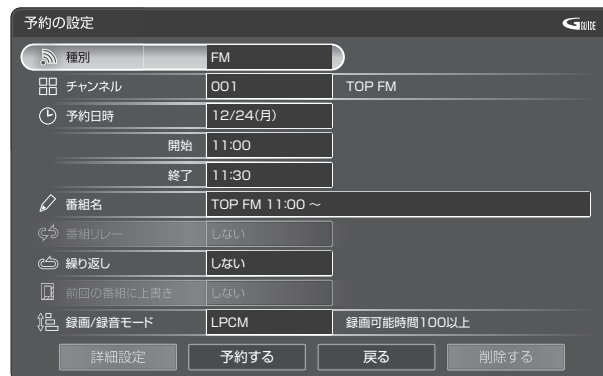 予約の設定 G GUIDE
種別 FM
チャンネル 001 TOP FM
予約日時 12/24(月)
開始 11:00
終了 11:30
番組名 TOP FM 11:00 ~
番組リレー しない
繰り返し しない
前回の番組に上書き しない
録画/録音モード LPCM 録画可能時間100以上
詳細設定 予約する 戻る 削除する